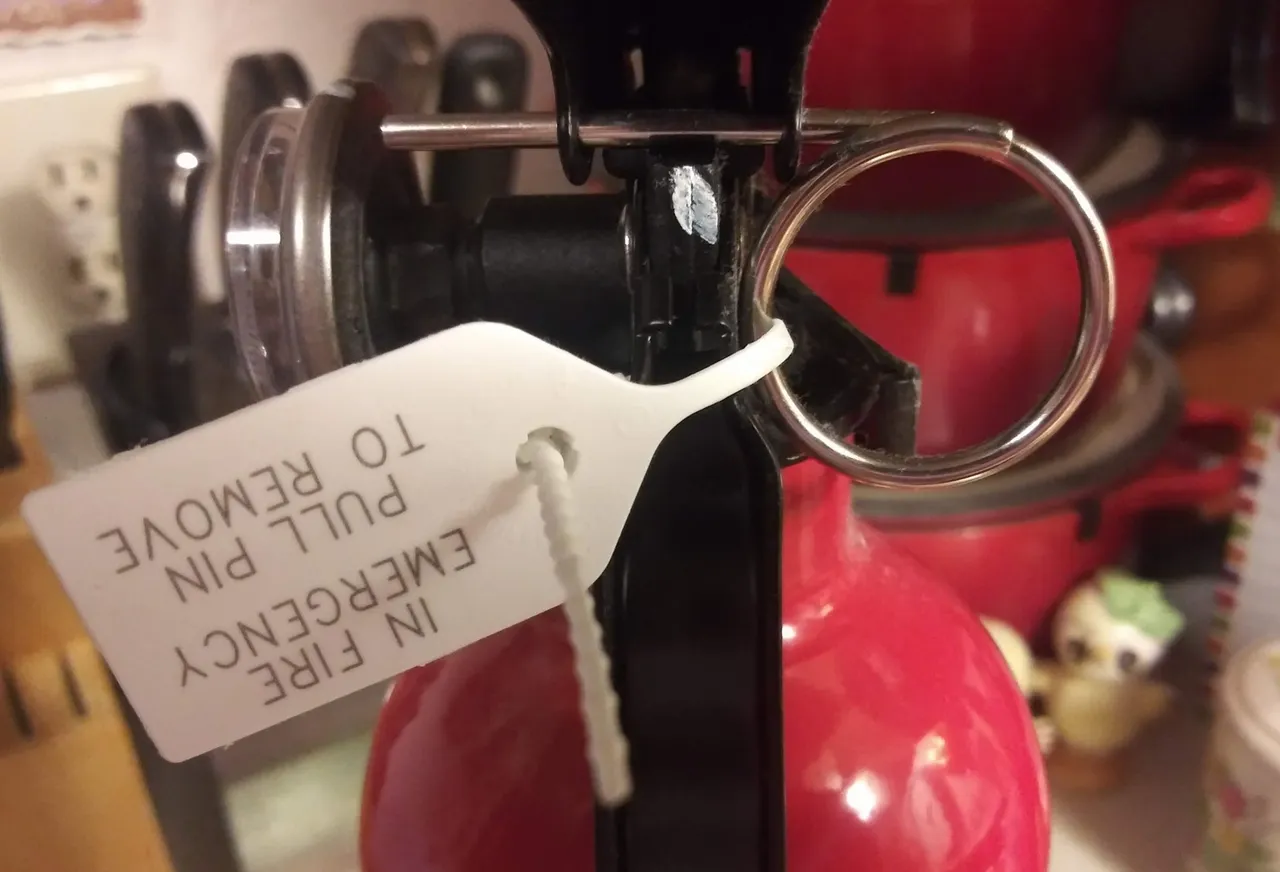 IN FIRE
EMERGENCY
PULL PIN
TO REMOVE